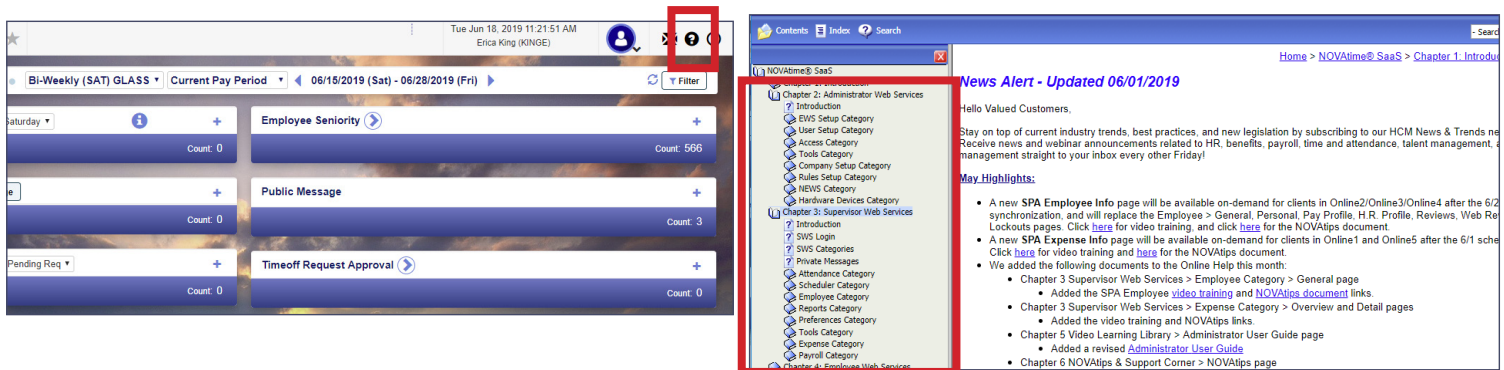 Tue Jun 18, 2019 11:21:51 AM
Erica King (KINGE)
Bi-Weekly (SAT) GLASS Current Pay Period 06/15/2019 (Sat) - 06/28/2019 (Fri) Filter
Saturday
Count: 0
Employee Seniority
Count: 566
Count: 0
Public Message
Count: 3
Pending Req
Count: 0
Timeoff Request Approval
Count: 0
Contents Index Search
- Search
NOVAtime® SaaS
Chapter 1: Introduction
Chapter 2: Administrator Web Services
Introduction
EWS Setup Category
User Setup Category
Access Category
Tools Category
Company Setup Category
Rules Setup Category
NEWS Category
Hardware Devices Category
Chapter 3: Supervisor Web Services
Introduction
SWS Login
SWS Categories
Private Messages
Attendance Category
Scheduler Category
Employee Category
Reports Category
Preferences Category
Tools Category
Expense Category
Payroll Category
Chapter 4: Employee Web Services
Home > NOVAtime® SaaS > Chapter 1: Introduc
News Alert - Updated 06/01/2019
Hello Valued Customers,
Stay on top of current industry trends, best practices, and new legislation by subscribing to our HCM News & Trends ne
Receive news and webinar announcements related to HR, benefits, payroll, time and attendance, talent management, a
management straight to your inbox every other Friday!
May Highlights:
• A new SPA Employee Info page will be available on-demand for clients in Online2/Online3/Online4 after the 6/2
synchronization, and will replace the Employee > General, Personal, Pay Profile, H.R. Profile, Reviews, Web Re
Lockouts pages. Click here for video training, and click here for the NOVAtips document.
• A new SPA Expense Info page will be available on-demand for clients in Online1 and Online5 after the 6/1 sche
Click here for video training and here for the NOVAtips document.
• We added the following documents to the Online Help this month:
• Chapter 3 Supervisor Web Services > Employee Category > General page
• Added the SPA Employee video training and NOVAtips document links.
• Chapter 3 Supervisor Web Services > Expense Category > Overview and Detail pages
• Added the video training and NOVAtips links.
• Chapter 5 Video Learning Library > Administrator User Guide page
• Added a revised Administrator User Guide
• Chapter 6 NOVAtips & Support Corner > NOVAtips page